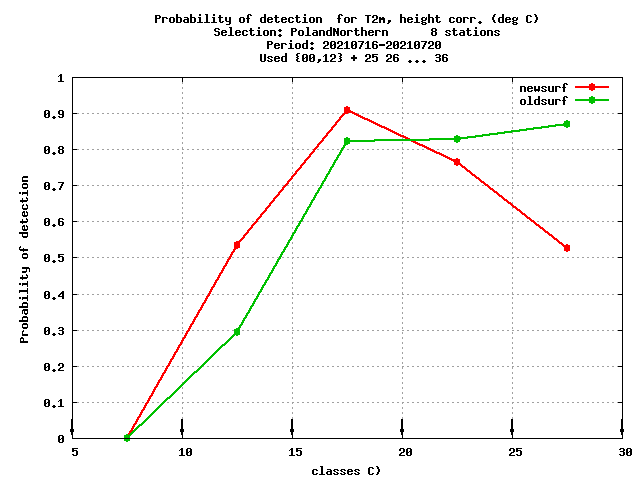 Probability of detection  for T2m, height corr. (deg C)
Selection: PolandNorthern      8 stations
Period: 20210716-20210720
Used {00,12} + 25 26 ... 36
newsurf
oldsurf
1
0.9
0.8
0.7
0.6
0.5
0.4
0.3
0.2
0.1
0
Probability of detection
5 10 15 20 25 30
classes C)